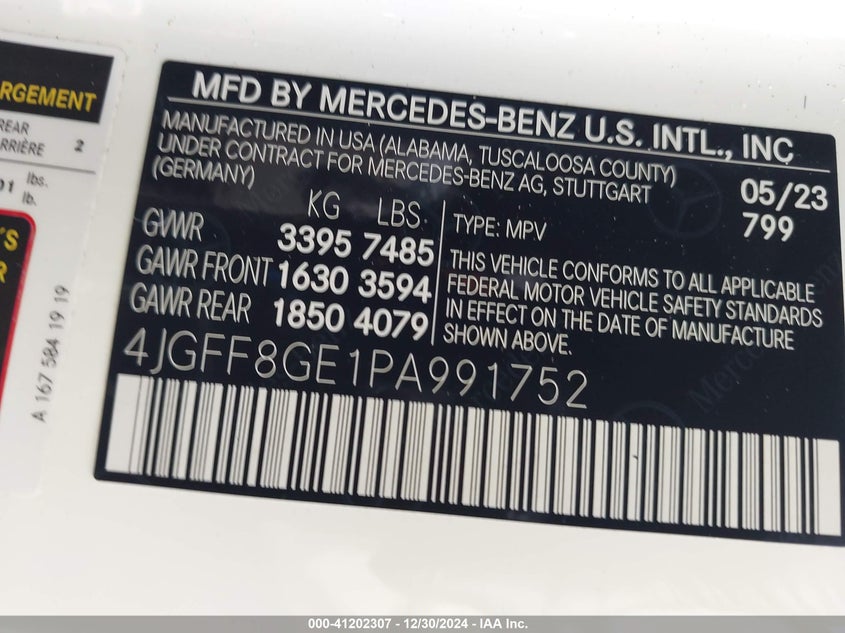 RGEMENT
REAR
ARRIÈRE 2
01 lbs.
lb.
'S
R
A 167 584 19 19
MFD BY MERCEDES-BENZ U.S. INTL., INC
MANUFACTURED IN USA (ALABAMA, TUSCALOOSA COUNTY)
UNDER CONTRACT FOR MERCEDES-BENZ AG, STUTTGART
(GERMANY)
05/23
799
KG LBS
GVWR 3395 7485
GAWR FRONT 1630 3594
GAWR REAR 1850 4079
TYPE: MPV
THIS VEHICLE CONFORMS TO ALL APPLICABLE
FEDERAL MOTOR VEHICLE SAFETY STANDARDS
IN EFFECT ON THE DATE OF MANUFACTURE
SHOWN ABOVE.
4JGFF8GE1PA991752
000-41202307 - 12/30/2024 - IAA Inc.